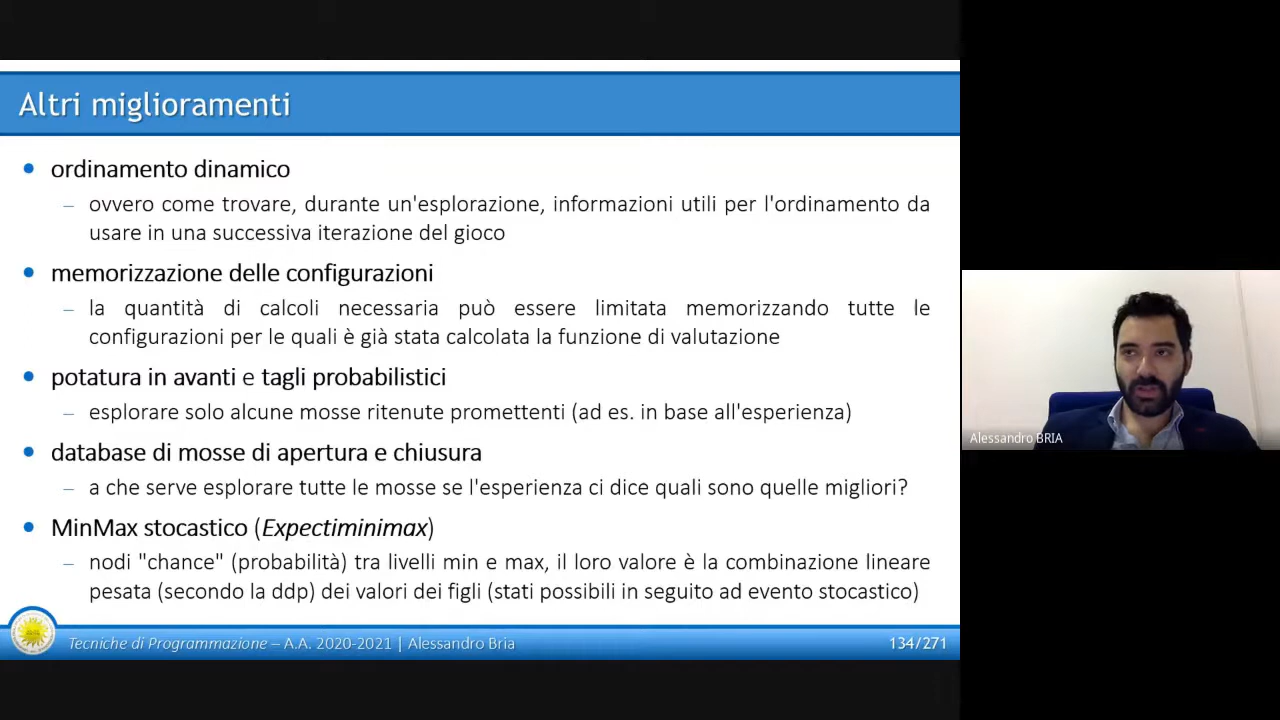 Altri miglioramenti
• ordinamento dinamico
– ovvero come trovare, durante un'esplorazione, informazioni utili per l'ordinamento da
usare in una successiva iterazione del gioco
• memorizzazione delle configurazioni
– la quantità di calcoli necessaria può essere limitata memorizzando tutte le
configurazioni per le quali è già stata calcolata la funzione di valutazione
• potatura in avanti e tagli probabilistici
– esplorare solo alcune mosse ritenute promettenti (ad es. in base all'esperienza)
• database di mosse di apertura e chiusura
– a che serve esplorare tutte le mosse se l'esperienza ci dice quali sono quelle migliori?
• MinMax stocastico (Expectiminimax)
– nodi "chance" (probabilità) tra livelli min e max, il loro valore è la combinazione lineare
pesata (secondo la ddp) dei valori dei figli (stati possibili in seguito ad evento stocastico)
Tecniche di Programmazione – A.A. 2020-2021 | Alessandro Bria
134/271
Alessandro BRIA